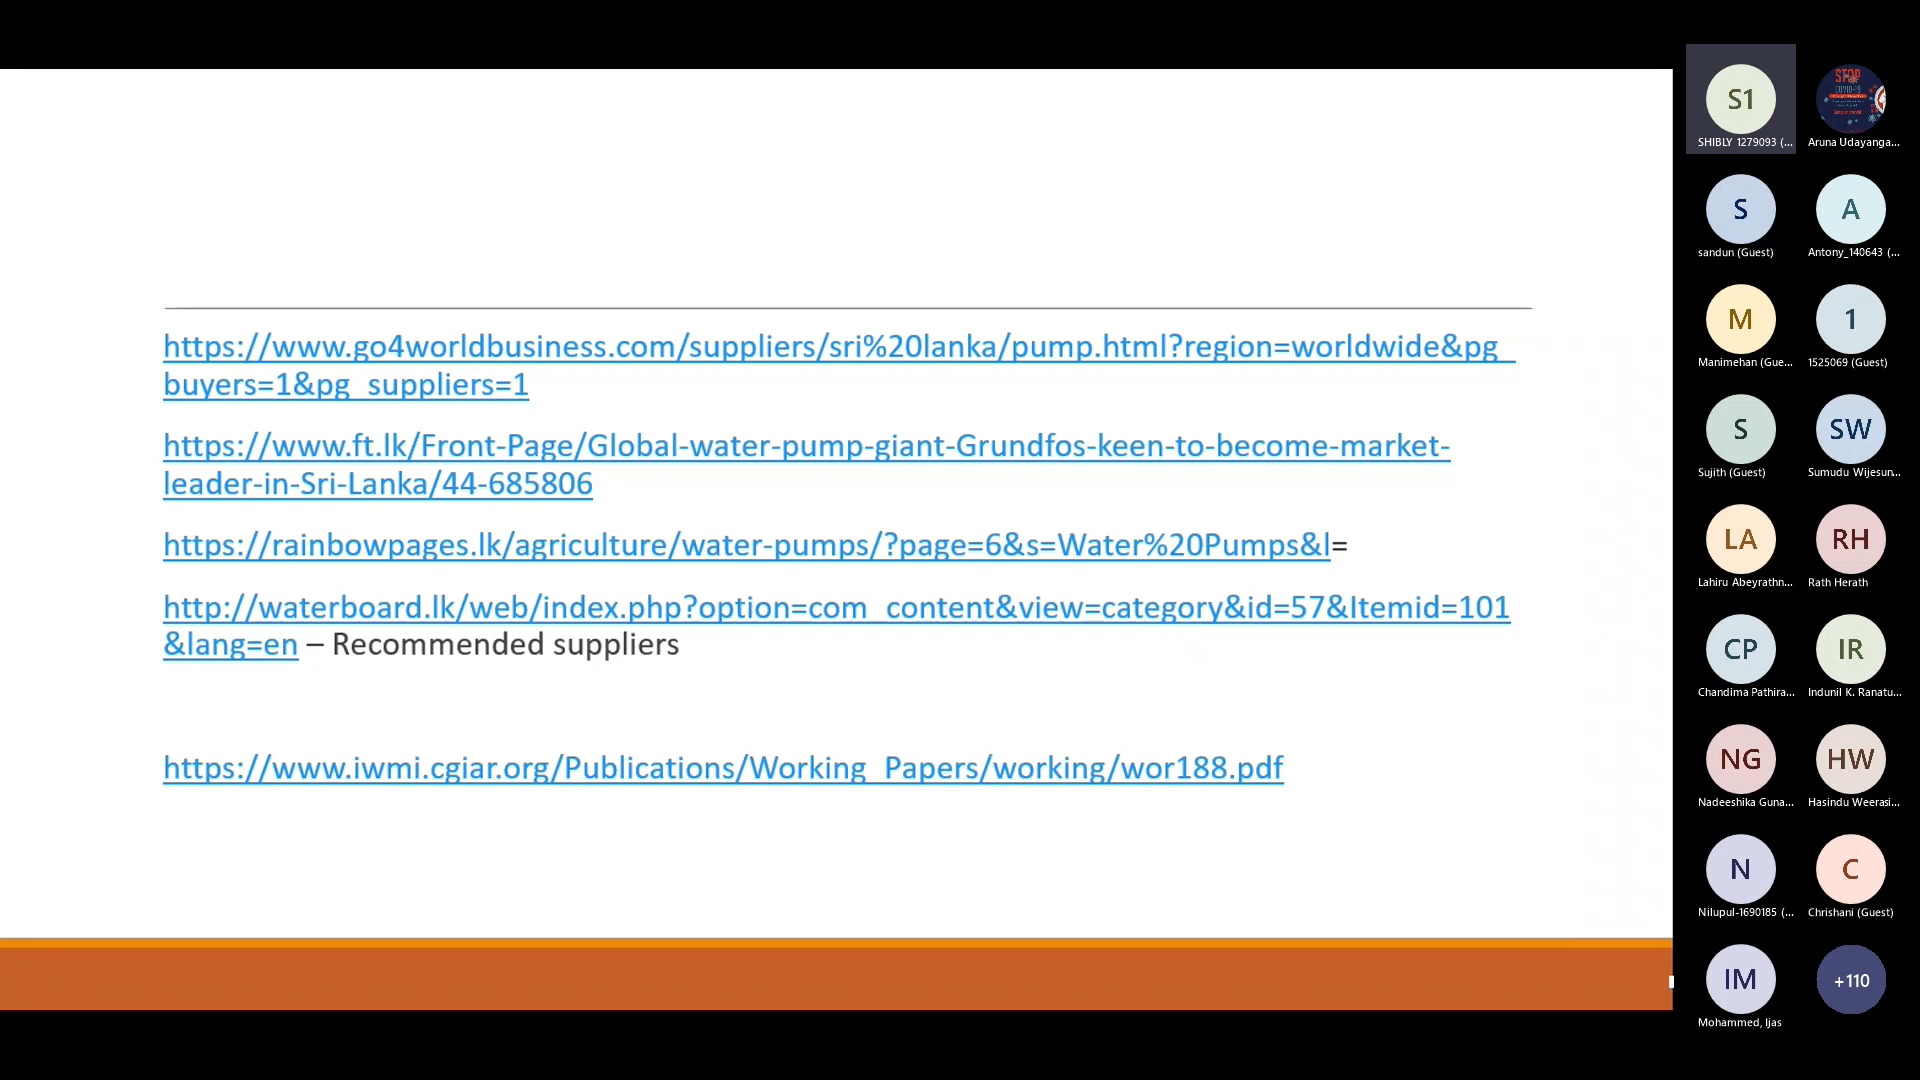 https://www.go4worldbusiness.com/suppliers/sri%20lanka/pump.html?region=worldwide&pg_
buyers=1&pg_suppliers=1
https://www.ft.lk/Front-Page/Global-water-pump-giant-Grundfos-keen-to-become-market-
leader-in-Sri-Lanka/44-685806
https://rainbowpages.lk/agriculture/water-pumps/?page=6&s=Water%20Pumps&l=
http://waterboard.lk/web/index.php?option=com_content&view=category&id=57&Itemid=101
&lang=en – Recommended suppliers
https://www.iwmi.cgiar.org/Publications/Working_Papers/working/wor188.pdf
S1
SHIBLY 1279093 (...
STOP
COVID-19
Aruna Udayanga...
S
sandun (Guest)
A
Antony_140643 (...
M
Manimehan (Gue...
1
1525069 (Guest)
S
Sujith (Guest)
SW
Sumudu Wijesun...
LA
Lahiru Abeyrathn...
RH
Rath Herath
CP
Chandima Pathira...
IR
Indunil K. Ranatu...
NG
Nadeeshika Guna...
HW
Hasindu Weerasi...
N
Nilupul-1690185 (...
C
Chrishani (Guest)
IM
Mohammed, Ijas
+110